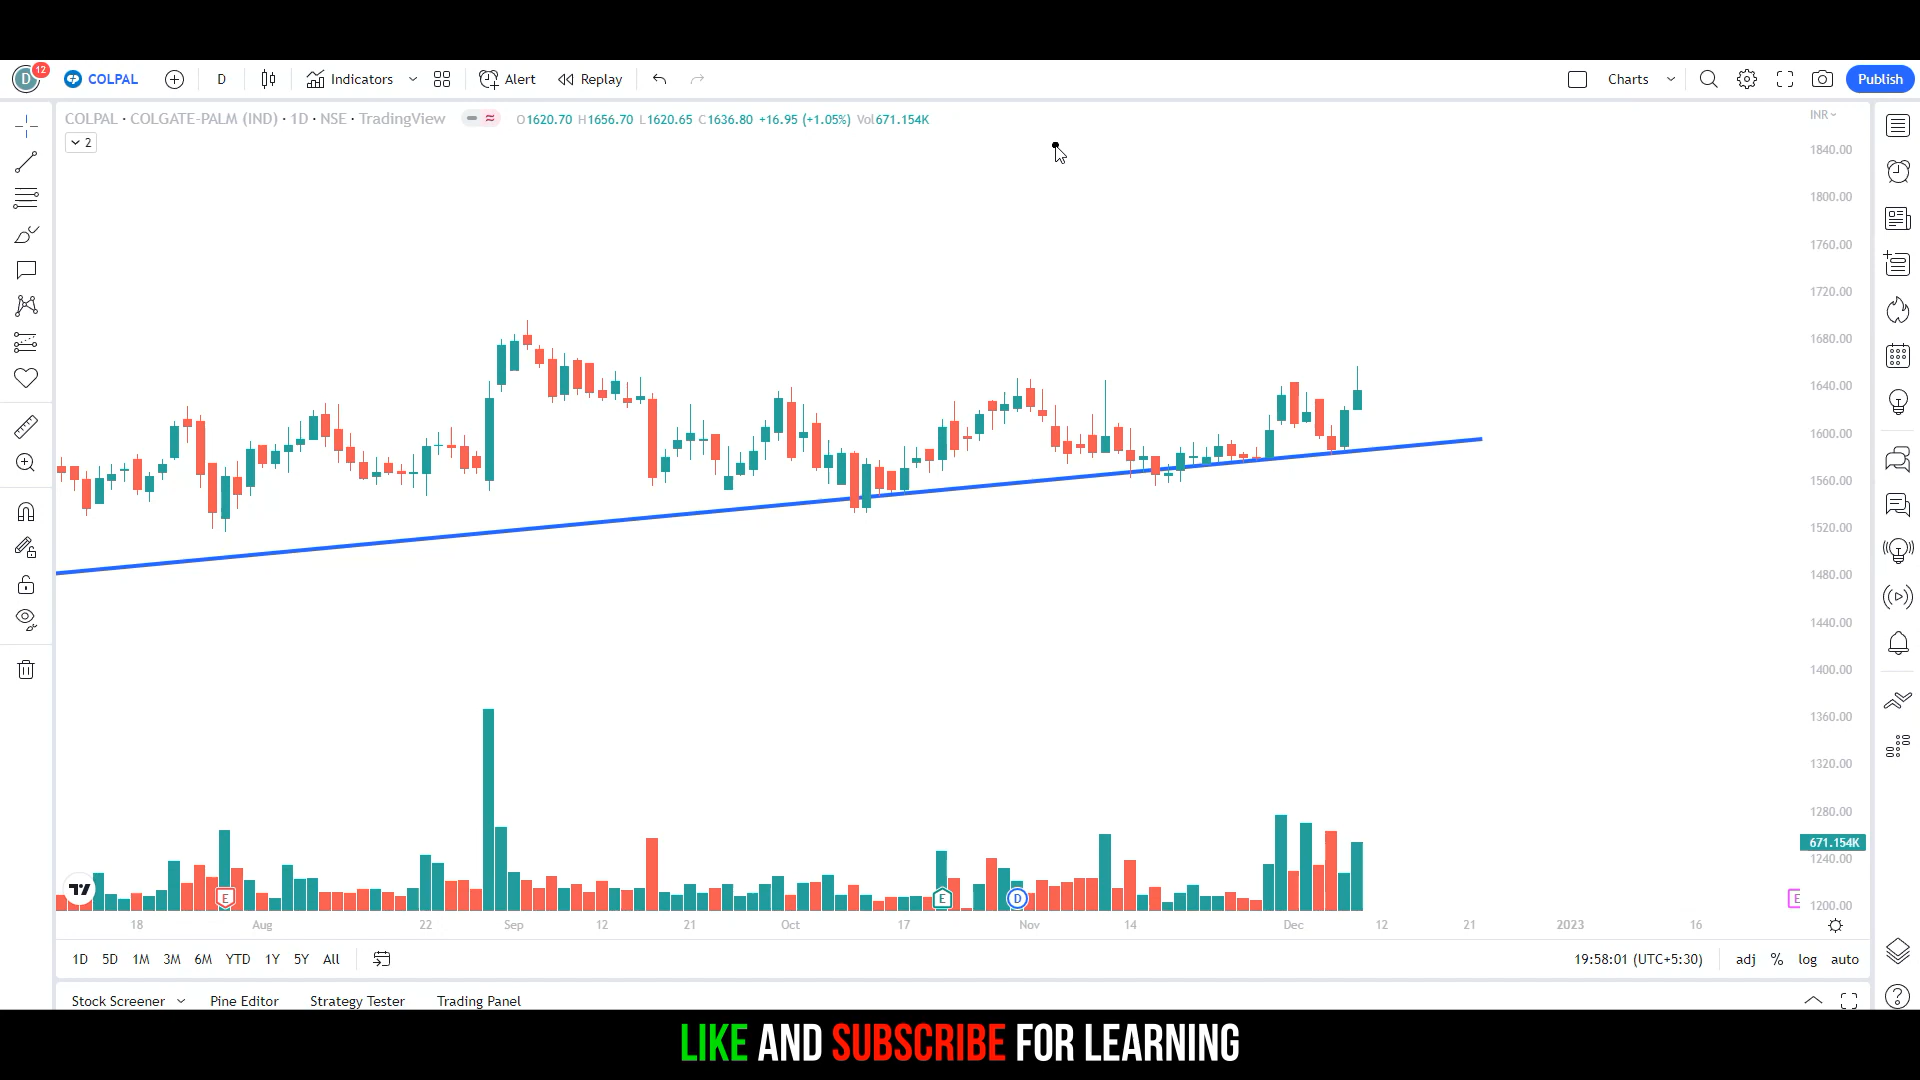 D 12 COLPAL D Indicators Alert Replay Charts Publish
COLPAL · COLGATE-PALM (IND) · 1D · NSE · TradingView O1620.70 H1656.70 L1620.65 C1636.80 +16.95 (+1.05%) Vol671.154K INR
2
1840.00
1800.00
1760.00
1720.00
1680.00
1640.00
1600.00
1560.00
1520.00
1480.00
1440.00
1400.00
1360.00
1320.00
1280.00
671.154K
1240.00
E E D E
1200.00
18 Aug 22 Sep 12 21 Oct 17 Nov 14 Dec 12 21 2023 16
1D 5D 1M 3M 6M YTD 1Y 5Y All 19:58:01 (UTC+5:30) adj % log auto
Stock Screener Pine Editor Strategy Tester Trading Panel
LIKE AND SUBSCRIBE FOR LEARNING